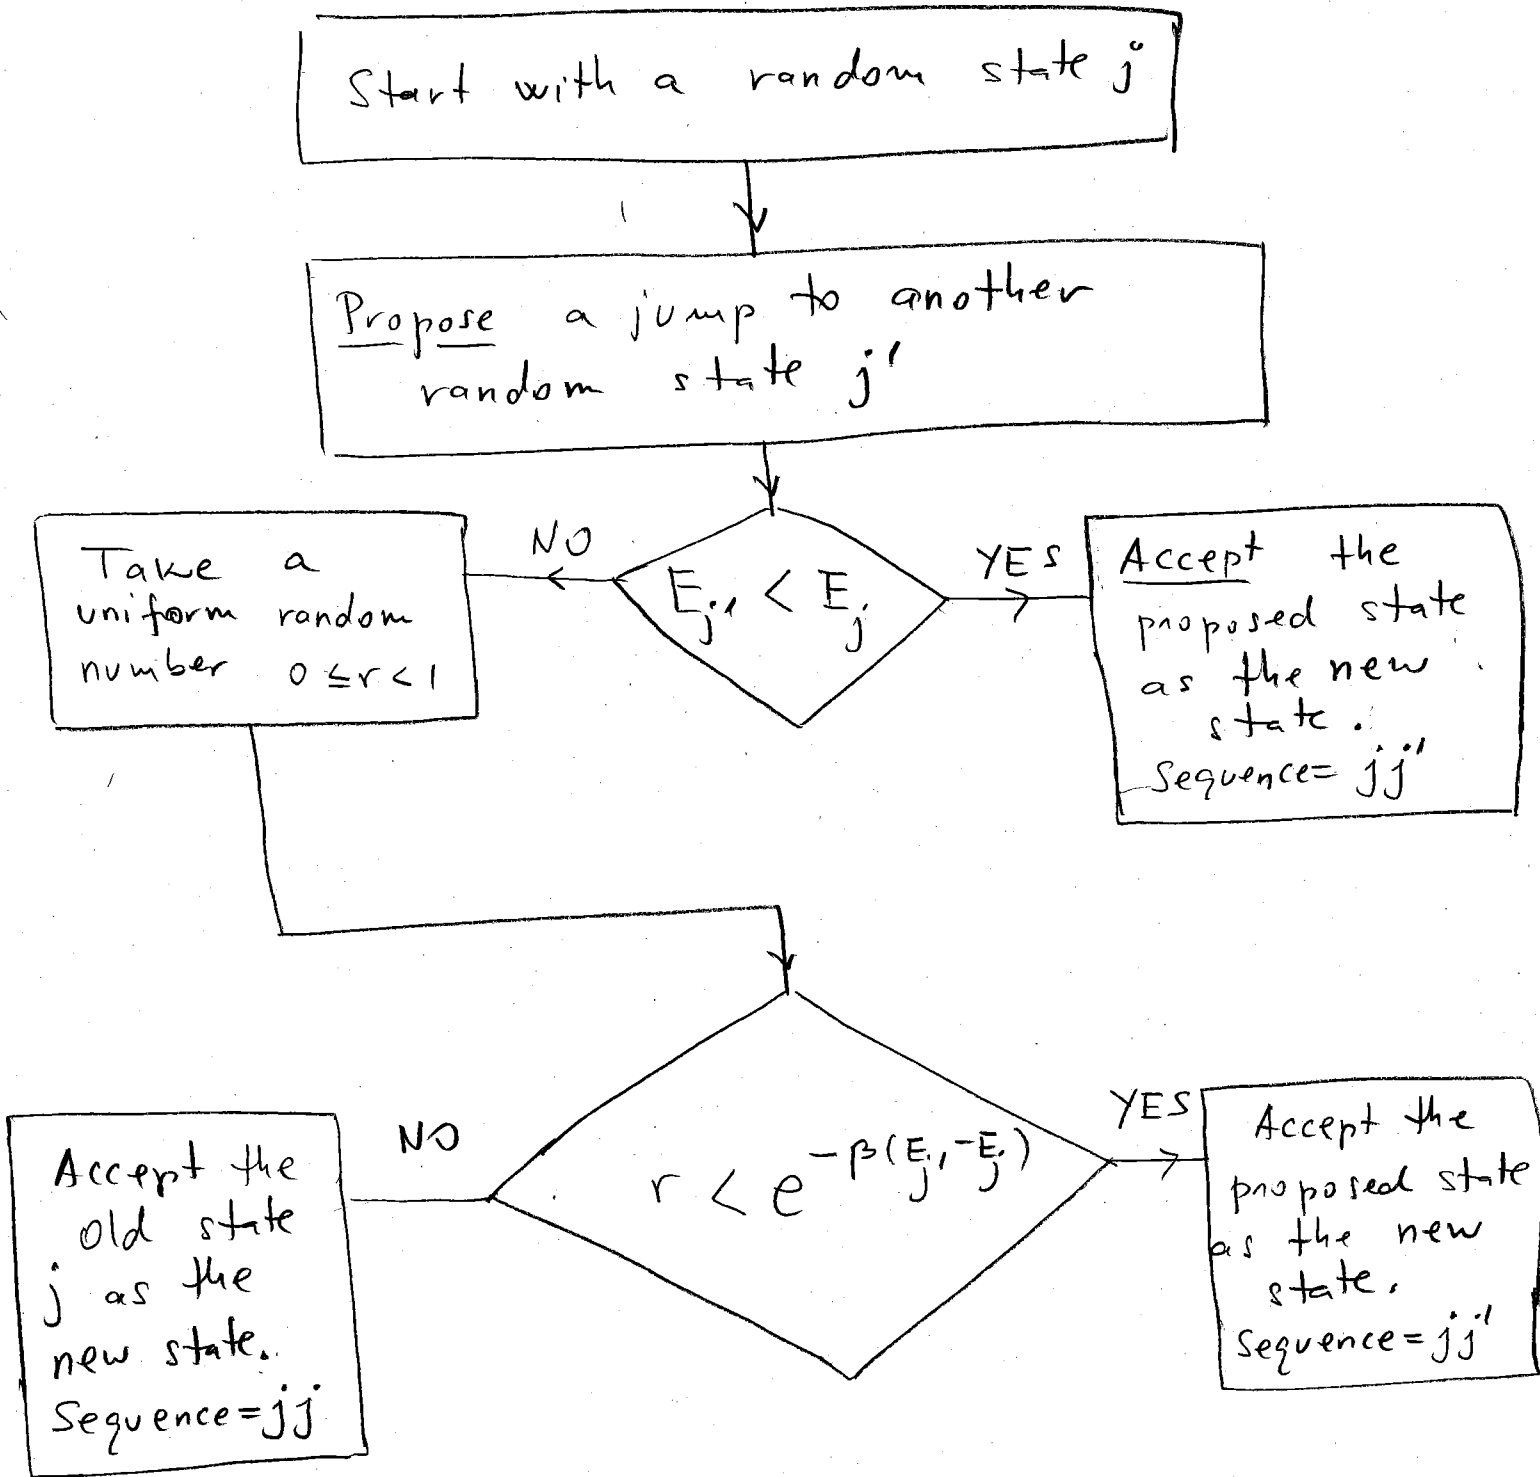 Start with a random state j
Propose a jump to another
random state j'
NO
YES
Take a
uniform random
number 0 ≤ r < 1
E_j' < E_j
Accept the
proposed state
as the new
state.
Sequence= jj'
NO
YES
r < e^{-β(E_j' - E_j)}
Accept the
old state
j as the
new state.
Sequence=jj
Accept the
proposed state
as the new
state.
Sequence=jj'